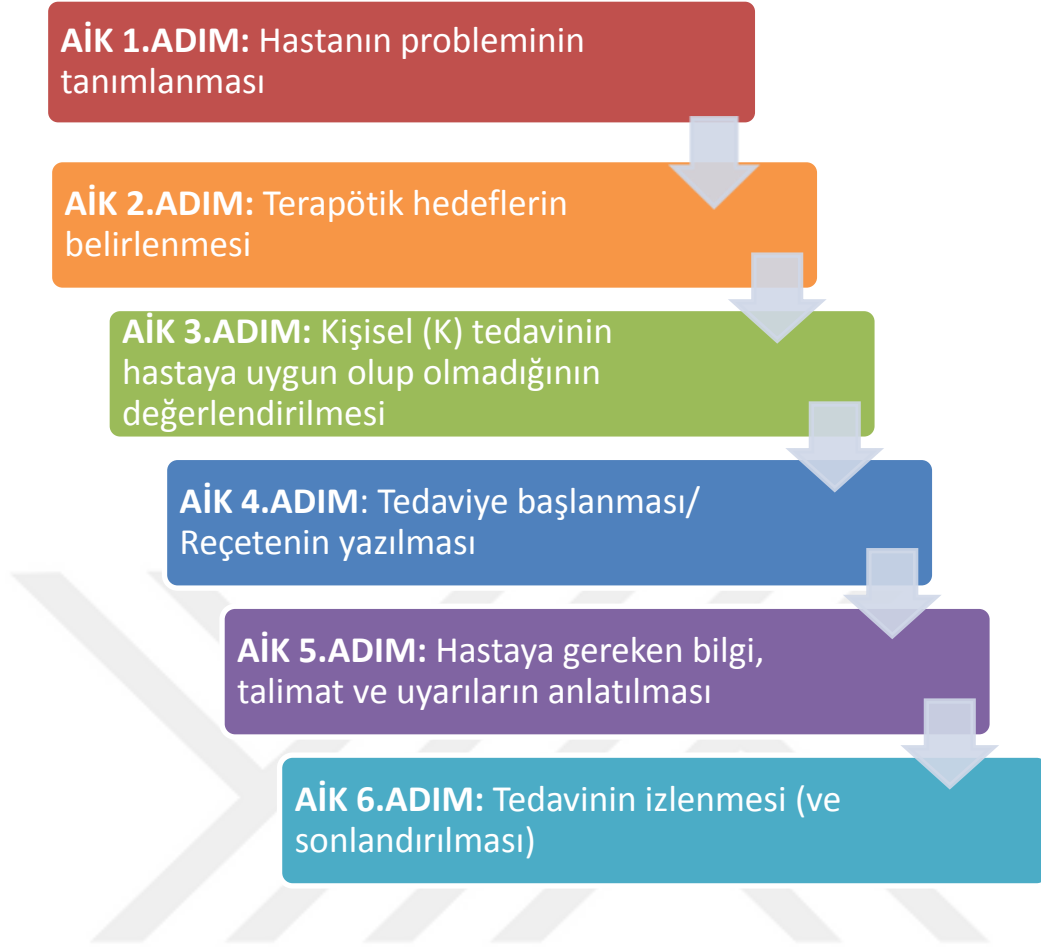 AİK 1.ADIM: Hastanın probleminin
tanımlanması
AİK 2.ADIM: Terapötik hedeflerin
belirlenmesi
AİK 3.ADIM: Kişisel (K) tedavinin
hastaya uygun olup olmadığının
değerlendirilmesi
AİK 4.ADIM: Tedaviye başlanması/
Reçetenin yazılması
AİK 5.ADIM: Hastaya gereken bilgi,
talimat ve uyarıların anlatılması
AİK 6.ADIM: Tedavinin izlenmesi (ve
sonlandırılması)